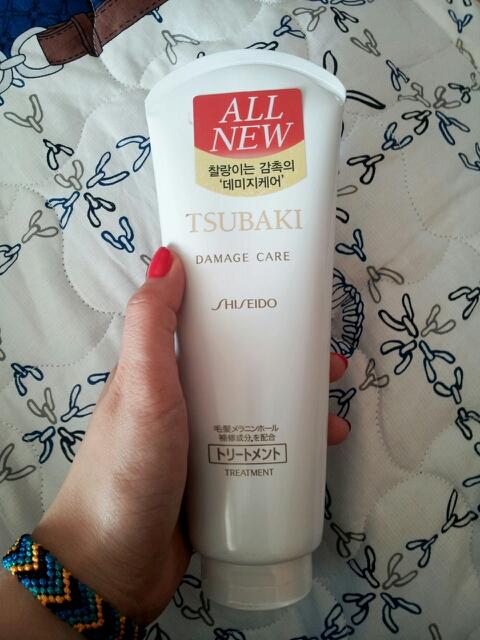 ALL
NEW
찰랑이는 감촉의
'데미지케어'
TSUBAKI
DAMAGE CARE
SHISEIDO
毛髪メラニンホール
補修成分を配合
トリートメント
TREATMENT